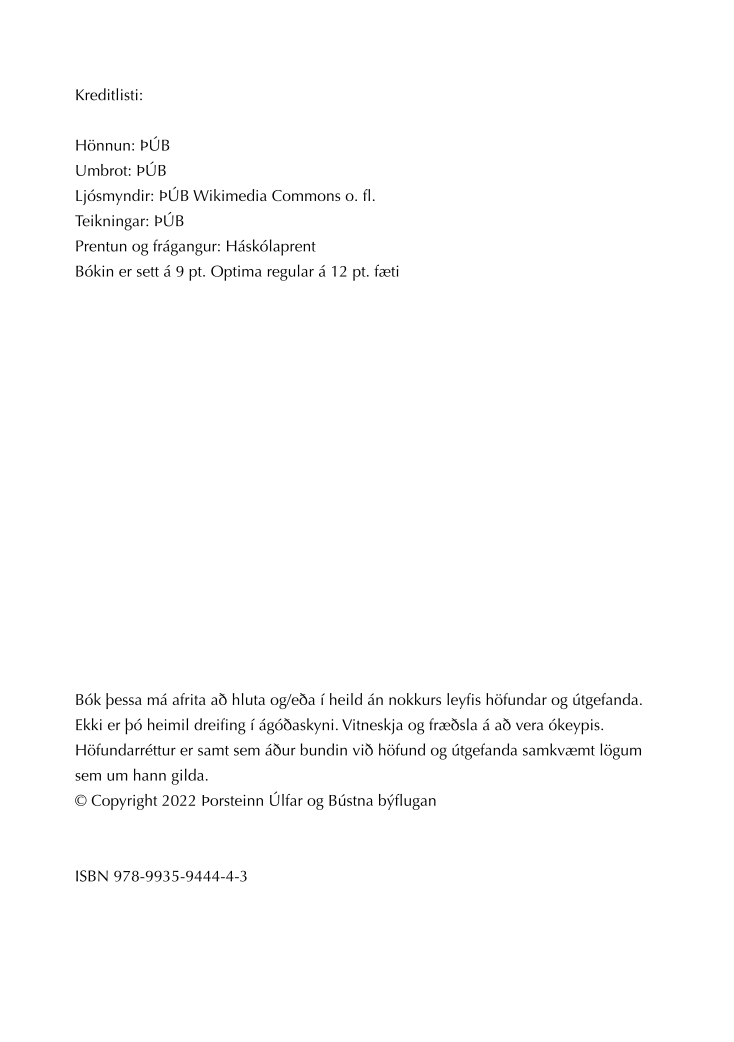 Kreditlisti:
Hönnun: ÞÚB
Umbrot: ÞÚB
Ljósmyndir: ÞÚB Wikimedia Commons o. fl.
Teikningar: ÞÚB
Prentun og frágangur: Háskólaprent
Bókin er sett á 9 pt. Optima regular á 12 pt. fæti
Bók þessa má afrita að hluta og/eða í heild án nokkurs leyfis höfundar og útgefanda.
Ekki er þó heimil dreifing í ágóðaskyni. Vitneskja og fræðsla á að vera ókeypis.
Höfundarréttur er samt sem áður bundin við höfund og útgefanda samkvæmt lögum
sem um hann gilda.
© Copyright 2022 Þorsteinn Úlfar og Bústna býflugan
ISBN 978-9935-9444-4-3